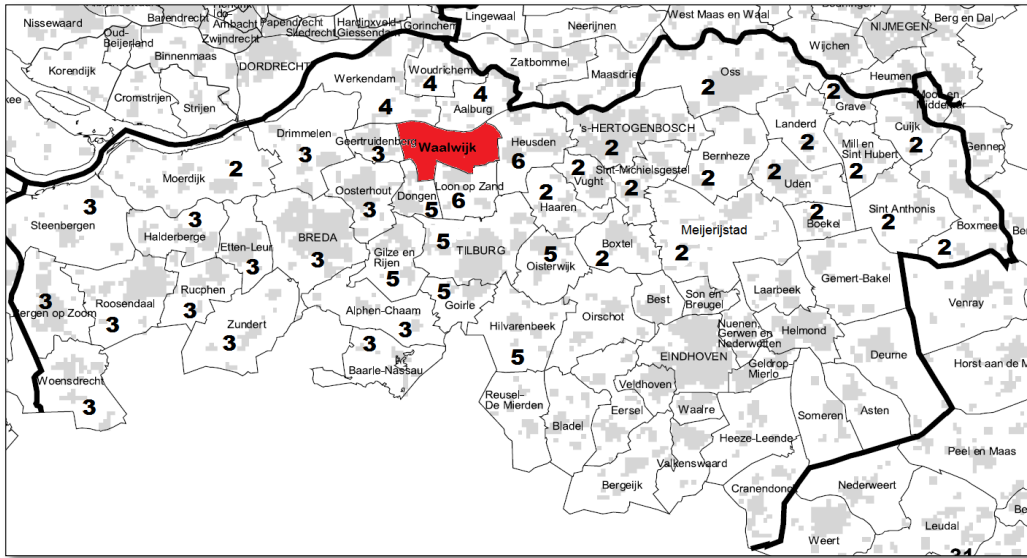 Nissewaard
Barendrecht
Hendrik
Ido
Ambacht
Papendrecht
Hardinxveld-
Giessendam
Sliedrecht
Gorinchem
Lingewaal
Neerijnen
West Maas en Waal
Beuningen
NIJMEGEN
Berg en Dal
Oud-
Beijerland
Zwijndrecht
Binnenmaas
DORDRECHT
Korendijk
Cromstrijen
Strijen
Werkendam
4
Woudrichem
4
4
Aalburg
Zaltbommel
Maasdriel
Oss
2
Wijchen
Heumen
2
Grave
Mook en
Middelaar
Cuijk
2
Gennep
Drimmelen
3
Geertruidenberg
3
Waalwijk
Heusden
6
's-HERTOGENBOSCH
2
Landerd
2
Mill en
Sint Hubert
2
Bernheze
2
2
Uden
Moerdijk
2
Oosterhout
3
Dongen
5
Loon op Zand
6
2
Vught
Sint-Michielsgestel
2
2
Haaren
Steenbergen
3
3
Halderberge
Etten-Leur
3
BREDA
3
Gilze en
Rijen
5
5
TILBURG
5
Oisterwijk
Boxtel
2
Meijerijstad
2
2
Boekel
Sint Anthonis
2
Boxmeer
2
Bergen op Zoom
3
Roosendaal
3
Rucphen
3
Zundert
3
Alphen-Chaam
3
3
Baarle-Nassau
5
Goirle
Hilvarenbeek
5
Oirschot
Best
Son en
Breugel
Laarbeek
Gemert-Bakel
Venray
Woensdrecht
3
Nuenen,
Gerwen en
Nederwetten
Helmond
EINDHOVEN
Geldrop
Mierlo
Deurne
Horst aan de M
Reusel-
De Mierden
Bladel
Veldhoven
Eersel
Waalre
Heeze-Leende
Someren
Asten
Valkenswaard
Bergeijk
Cranendonck
Peel en Maas
Nederweert
Weert
Leudal
31